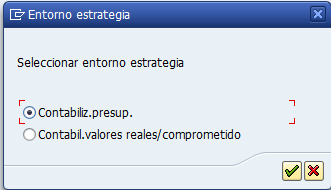 Entorno estrategia
Seleccionar entorno estrategia
Contabiliz.presup.
Contabil.valores reales/comprometido